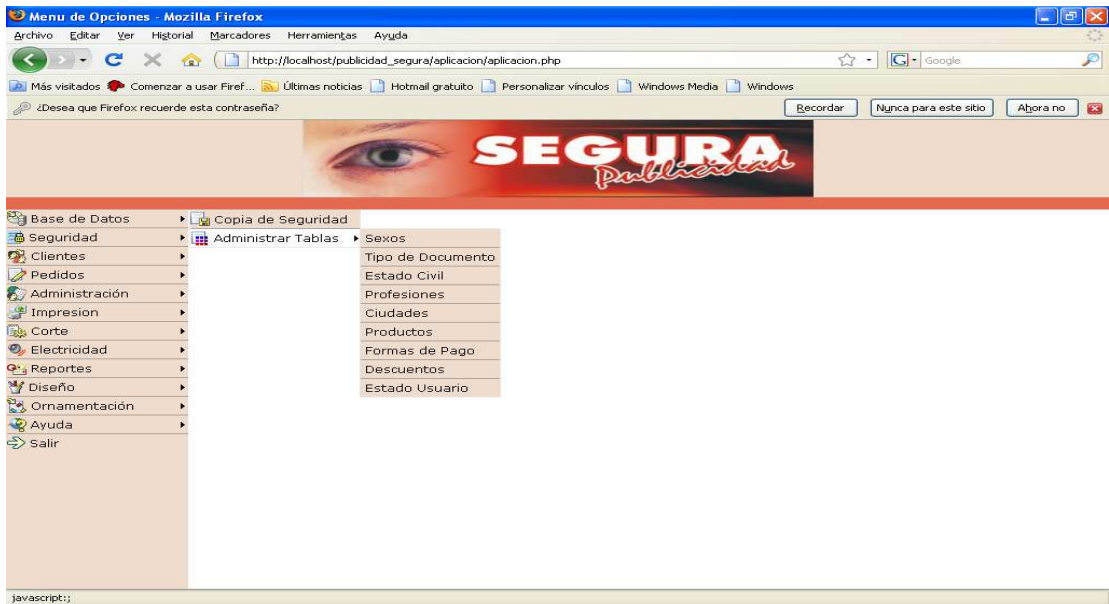 Menu de Opciones - Mozilla Firefox
Archivo Editar Ver Historial Marcadores Herramientas Ayuda
http://localhost/publicidad_segura/aplicacion/aplicacion.php
G Google
Más visitados Comenzar a usar Firef... Últimas noticias Hotmail gratuito Personalizar vínculos Windows Media Windows
¿Desea que Firefox recuerde esta contraseña? Recordar Nunca para este sitio Ahora no
SEGURA
Publicidad
Base de Datos
Seguridad
Clientes
Pedidos
Administración
Impresion
Corte
Electricidad
Reportes
Diseño
Ornamentación
Ayuda
Salir
Copia de Seguridad
Administrar Tablas
Sexos
Tipo de Documento
Estado Civil
Profesiones
Ciudades
Productos
Formas de Pago
Descuentos
Estado Usuario
javascript:;